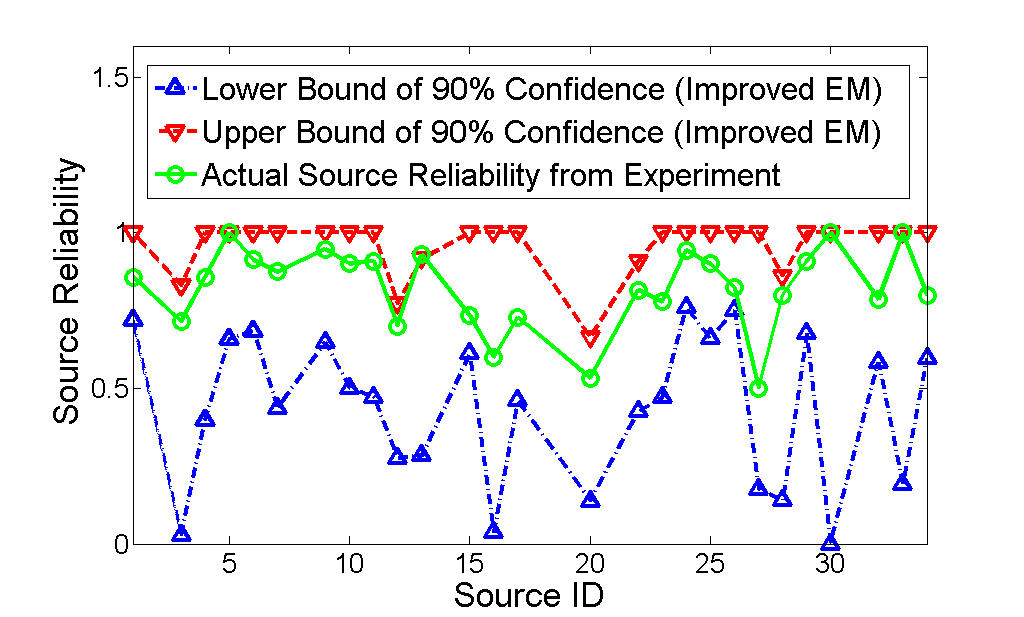 1.5
Lower Bound of 90% Confidence (Improved EM)
Upper Bound of 90% Confidence (Improved EM)
Actual Source Reliability from Experiment
Source Reliability
1
0.5
0
5 10 15 20 25 30
Source ID